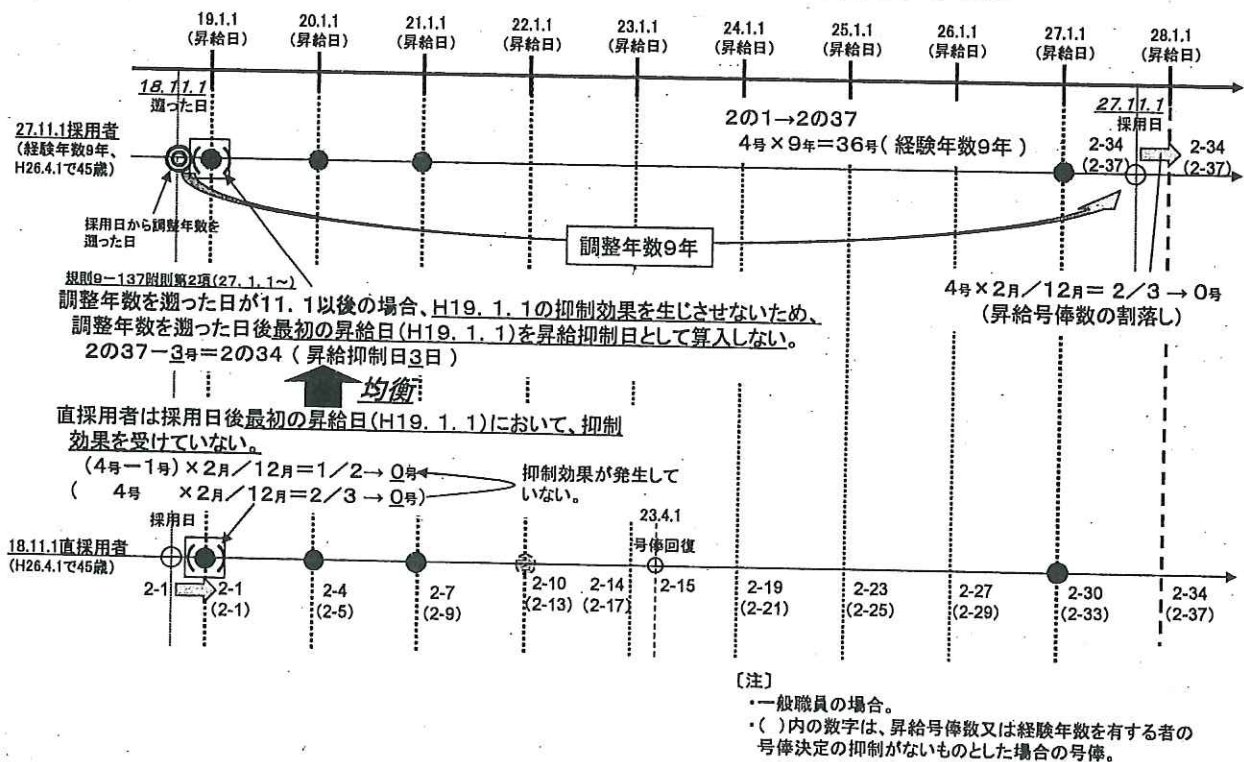 19.1.1 20.1.1 21.1.1 22.1.1 23.1.1 24.1.1 25.1.1 26.1.1 27.1.1 28.1.1
(昇給日) (昇給日) (昇給日) (昇給日) (昇給日) (昇給日) (昇給日) (昇給日) (昇給日) (昇給日)
18.11.1
遡った日
27.11.1
採用日
27.11.1採用者
(経験年数9年、
H26.4.1で45歳)
2の1→2の37
4号×9年=36号(経験年数9年)
2-34 2-34
(2-37) (2-37)
採用日から調整年数を
遡った日
調整年数9年
規則9-137附則第2項(27.1.1~)
調整年数を遡った日が11.1以後の場合、H19.1.1の抑制効果を生じさせないため、
調整年数を遡った日後最初の昇給日(H19.1.1)を昇給抑制日として算入しない。
2の37-3号=2の34(昇給抑制日3日)
4号×2月/12月=2/3→0号
(昇給号俸数の割落し)
均衡
直採用者は採用日後最初の昇給日(H19.1.1)において、抑制
効果を受けていない。
(4号-1号)×2月/12月=1/2→0号
( 4号 ×2月/12月=2/3→0号)
抑制効果が発生して
いない。
採用日
23.4.1
号俸回復
18.11.1直採用者
(H26.4.1で45歳)
2-1 2-1 2-4 2-7 2-10 2-14 2-15 2-19 2-23 2-27 2-30 2-34
(2-1) (2-5) (2-9) (2-13) (2-17) (2-21) (2-25) (2-29) (2-33) (2-37)
〔注〕
・一般職員の場合。
・( )内の数字は、昇給号俸数又は経験年数を有する者の
号俸決定の抑制がないものとした場合の号俸。